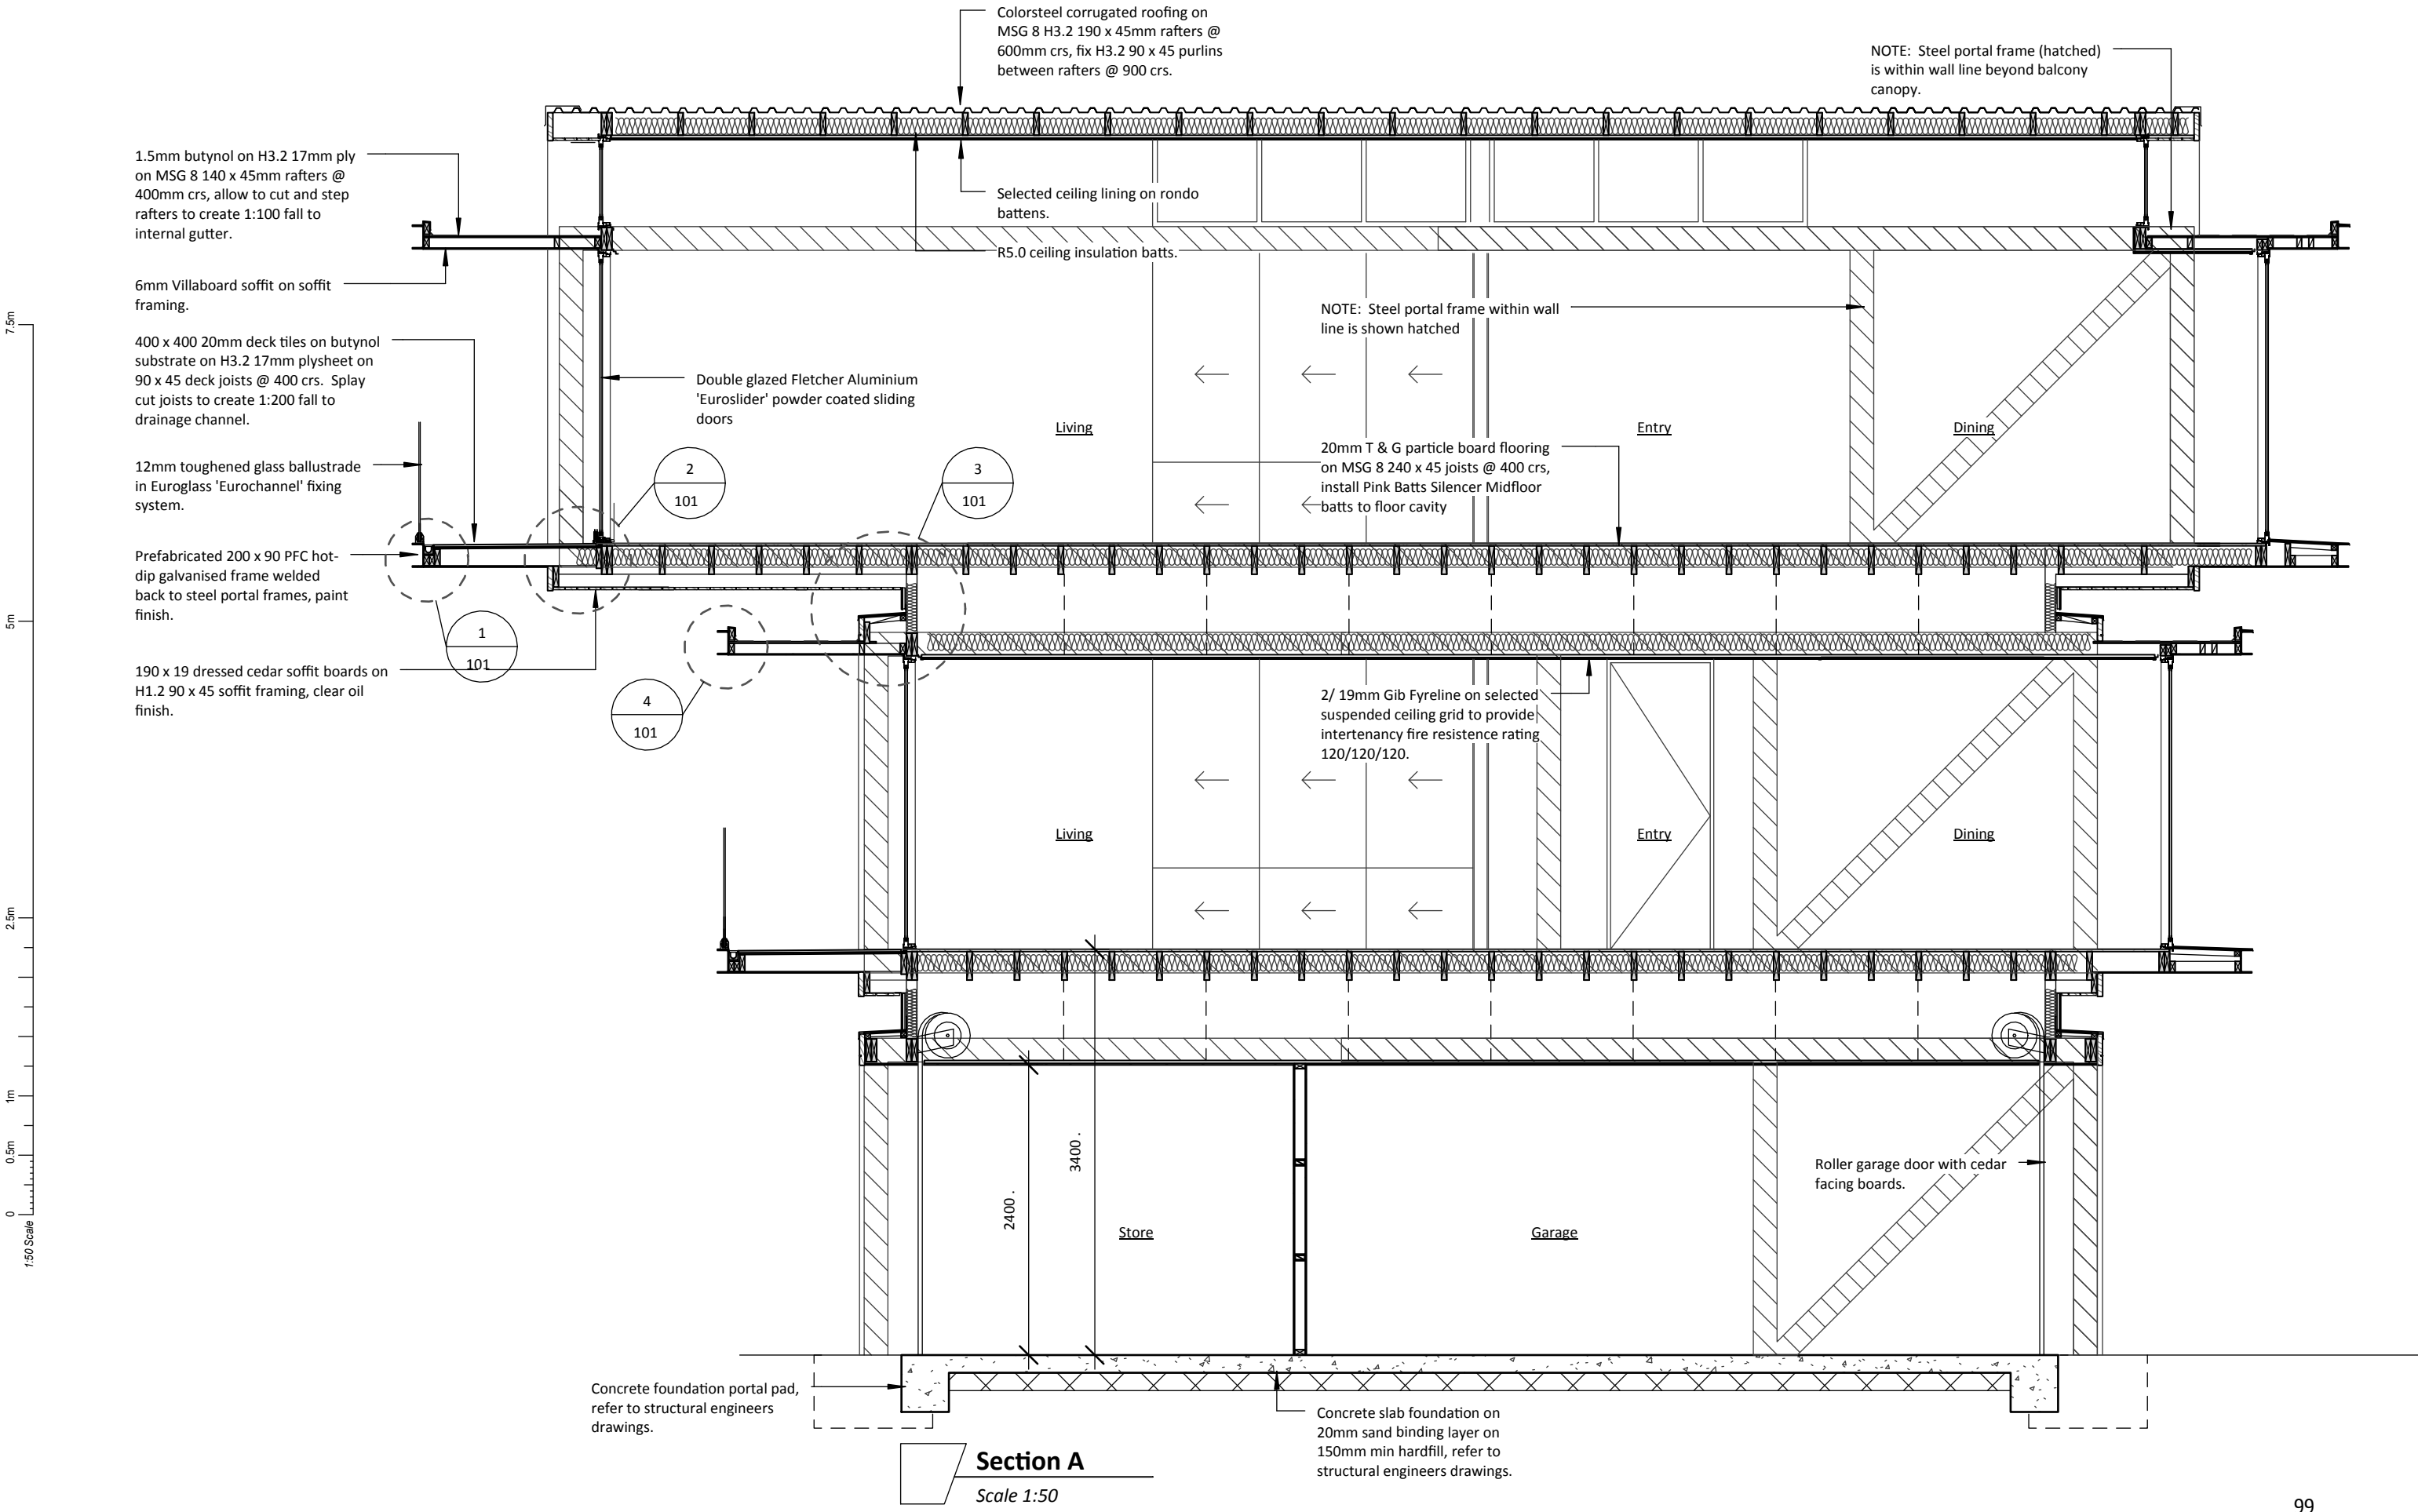 Colorsteel corrugated roofing on
MSG 8 H3.2 190 x 45mm rafters @
600mm crs, fix H3.2 90 x 45 purlins
between rafters @ 900 crs.
NOTE: Steel portal frame (hatched)
is within wall line beyond balcony
canopy.
1.5mm butynol on H3.2 17mm ply
on MSG 8 140 x 45mm rafters @
400mm crs, allow to cut and step
rafters to create 1:100 fall to
internal gutter.
Selected ceiling lining on rondo
battens.
R5.0 ceiling insulation batts.
6mm Villaboard soffit on soffit
framing.
NOTE: Steel portal frame within wall
line is shown hatched
400 x 400 20mm deck tiles on butynol
substrate on H3.2 17mm plysheet on
90 x 45 deck joists @ 400 crs. Splay
cut joists to create 1:200 fall to
drainage channel.
Double glazed Fletcher Aluminium
'Euroslider' powder coated sliding
doors
Living
Entry
Dining
12mm toughened glass ballustrade
in Euroglass 'Eurochannel' fixing
system.
2
101
3
101
20mm T & G particle board flooring
on MSG 8 240 x 45 joists @ 400 crs,
install Pink Batts Silencer Midfloor
batts to floor cavity
Prefabricated 200 x 90 PFC hot-
dip galvanised frame welded
back to steel portal frames, paint
finish.
1
101
190 x 19 dressed cedar soffit boards on
H1.2 90 x 45 soffit framing, clear oil
finish.
4
101
2/ 19mm Gib Fyreline on selected
suspended ceiling grid to provide
intertenancy fire resistence rating
120/120/120.
Living
Entry
Dining
7.5m
5m
2.5m
1m
0.5m
0
1:50 Scale
2400 .
3400 .
Roller garage door with cedar
facing boards.
Store
Garage
Concrete foundation portal pad,
refer to structural engineers
drawings.
Concrete slab foundation on
20mm sand binding layer on
150mm min hardfill, refer to
structural engineers drawings.
Section A
Scale 1:50
99